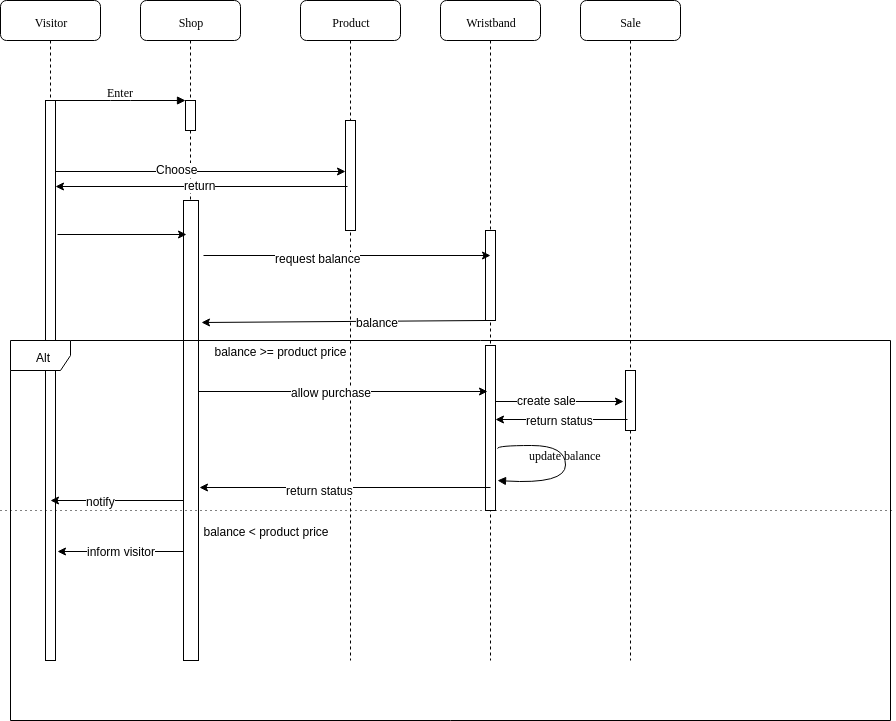 Visitor
Shop
Product
Wristband
Sale
Enter
Choose
return
request balance
balance
Alt
balance >= product price
allow purchase
create sale
return status
update balance
return status
notify
balance < product price
inform visitor